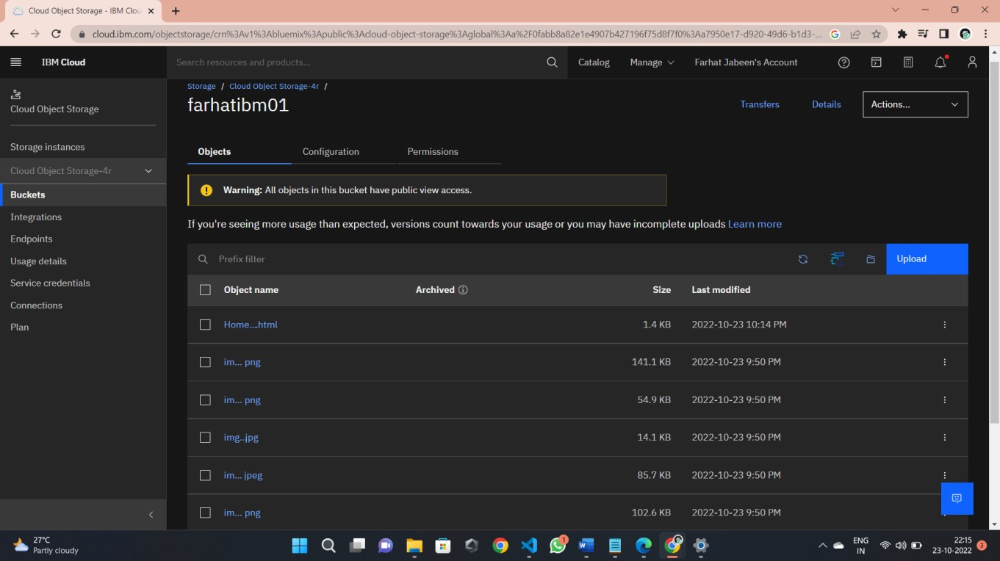 Cloud Object Storage - IBM Clou
cloud.ibm.com/objectstorage/crn%3Av1%3Abluemix%3Apublic%3Acloud-object-storage%3Aglobal%3Aa%2F0fabb8a82e1e4907b427196f75d8f7f0%3Aa7950e17-d920-49d6-b1d3-...
IBM Cloud
Search resources and products...
Catalog
Manage
Farhat Jabeen's Account
Cloud Object Storage
Storage instances
Cloud Object Storage-4r
Buckets
Integrations
Endpoints
Usage details
Service credentials
Connections
Plan
Storage / Cloud Object Storage-4r /
farhatibm01
Transfers
Details
Actions...
Objects
Configuration
Permissions
Warning: All objects in this bucket have public view access.
If you're seeing more usage than expected, versions count towards your usage or you may have incomplete uploads Learn more
Prefix filter
Upload
Object name Archived Size Last modified
Home....html 1.4 KB 2022-10-23 10:14 PM
im... png 141.1 KB 2022-10-23 9:50 PM
im... png 54.9 KB 2022-10-23 9:50 PM
img..jpg 14.1 KB 2022-10-23 9:50 PM
im... jpeg 85.7 KB 2022-10-23 9:50 PM
im... png 102.6 KB 2022-10-23 9:50 PM
27°C
Partly cloudy
1
ENG
IN
22:15
23-10-2022
3